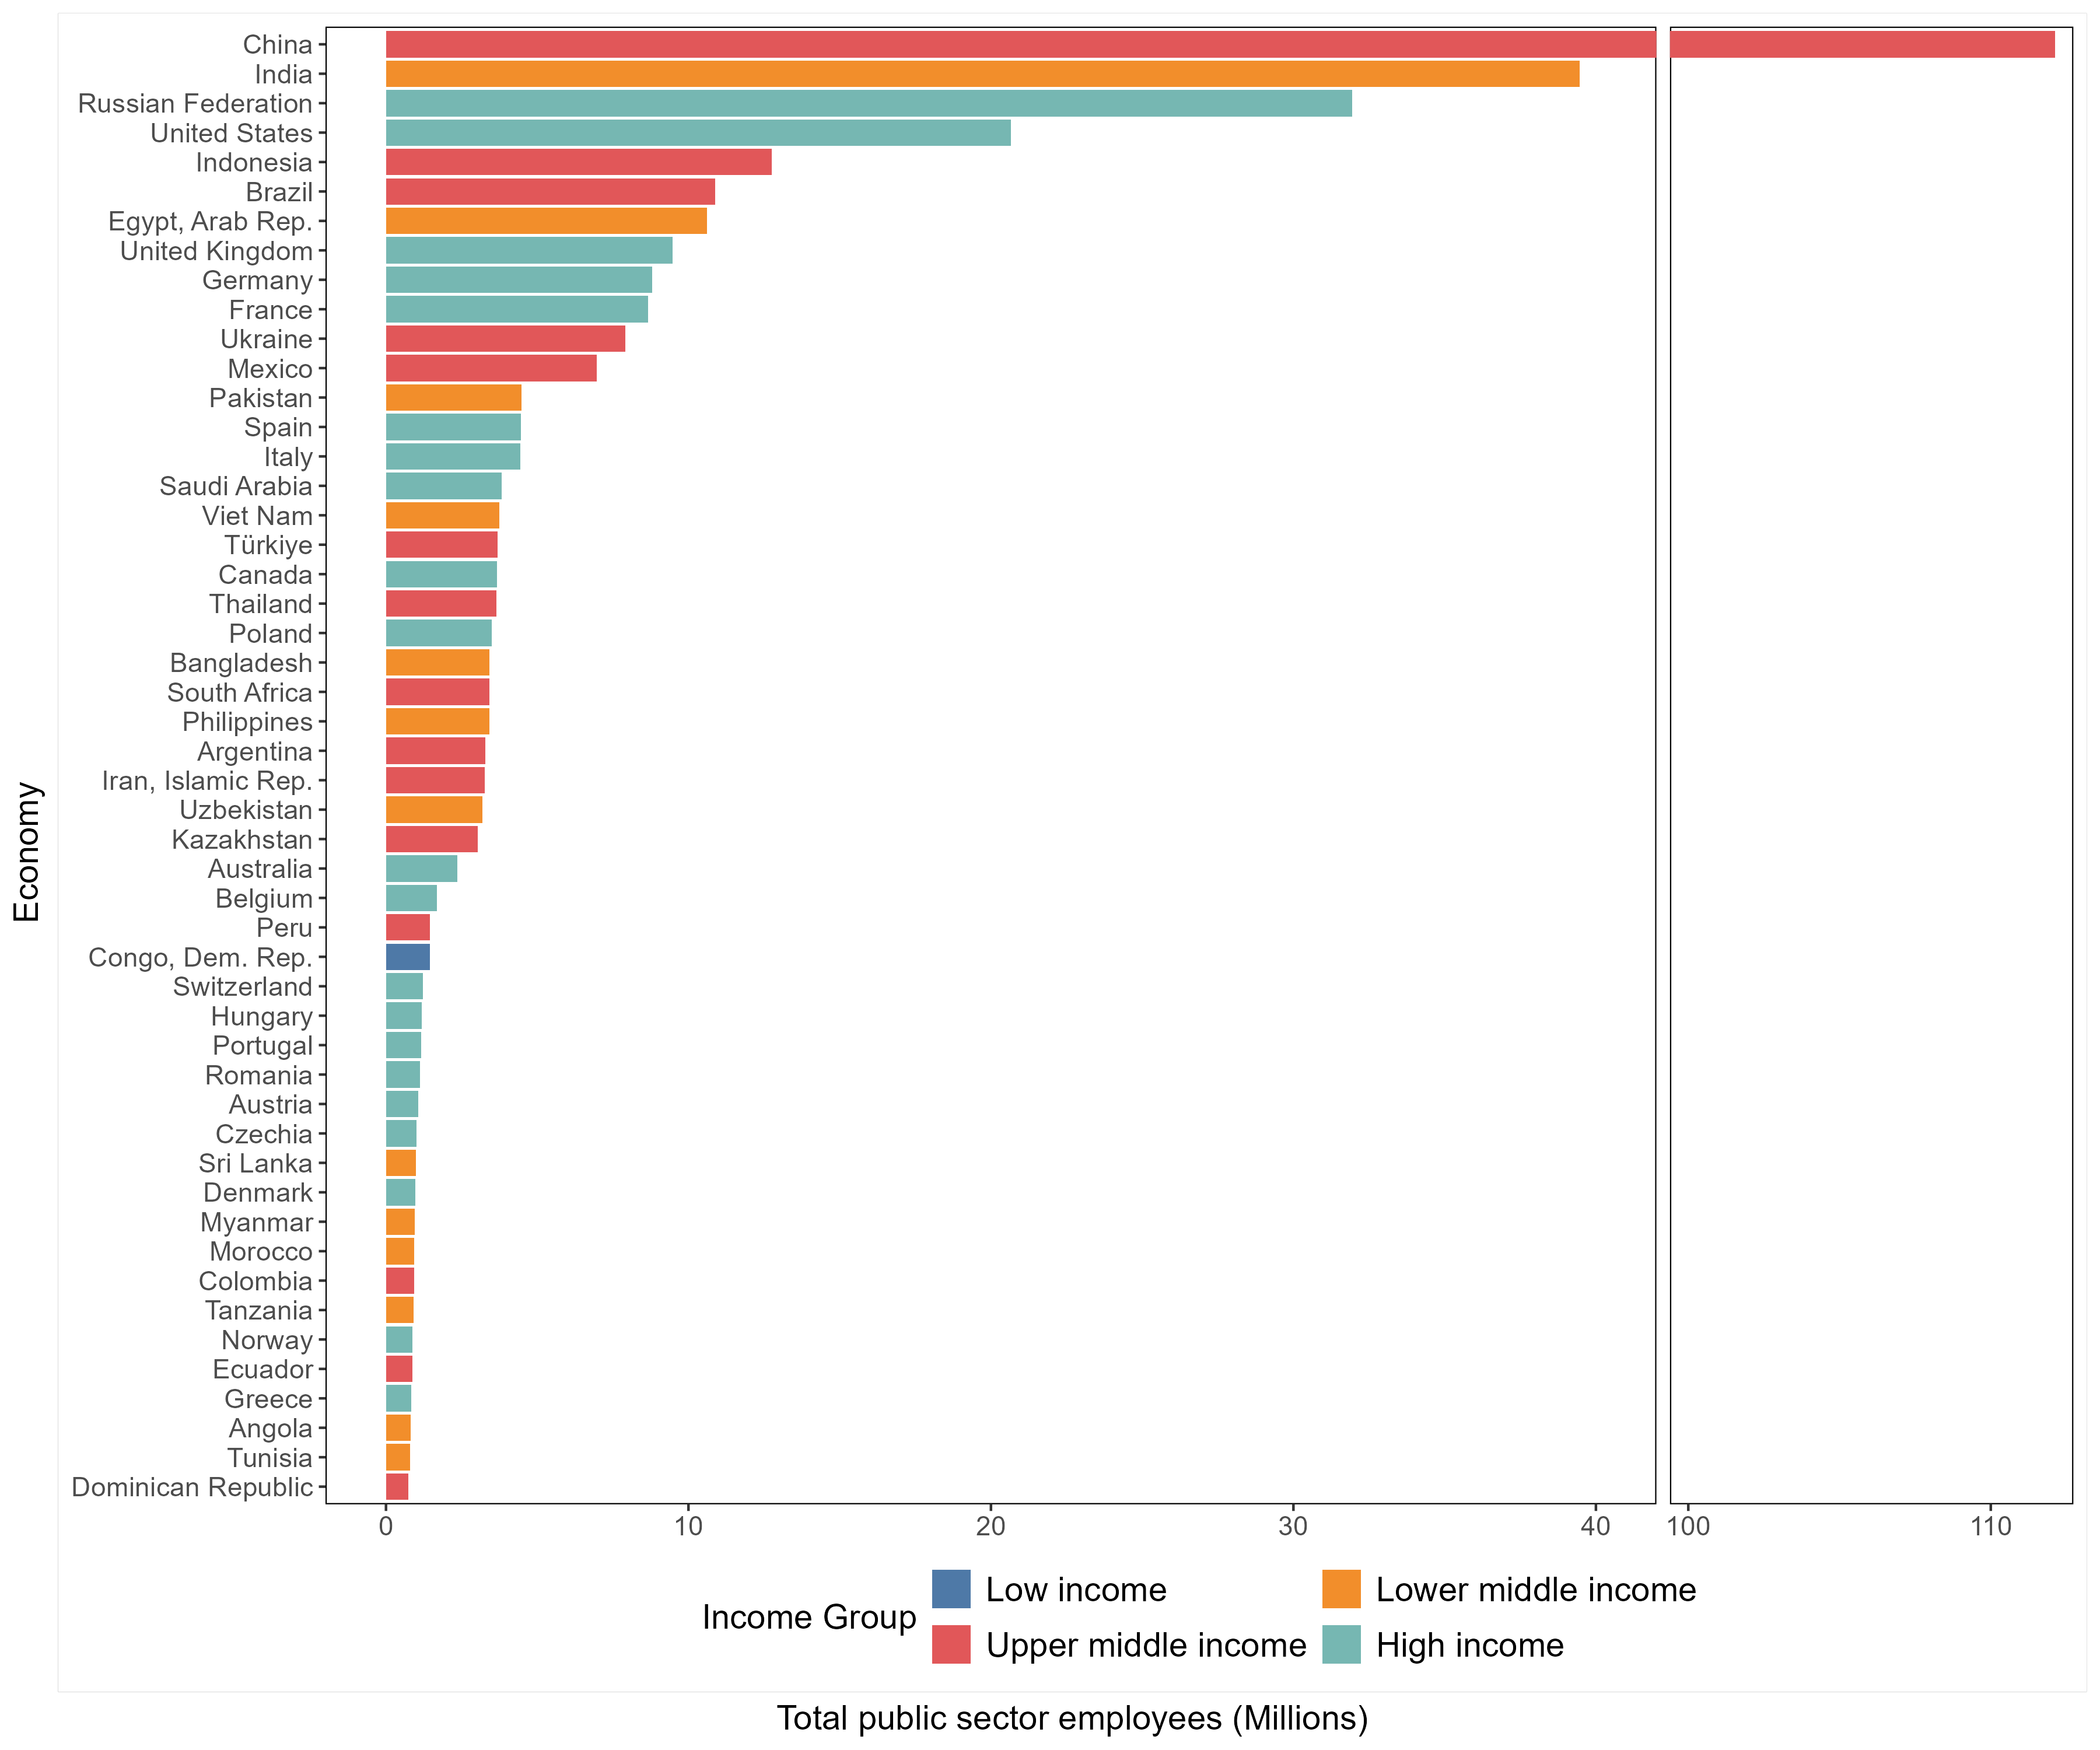 China
India
Russian Federation
United States
Indonesia
Brazil
Egypt, Arab Rep.
United Kingdom
Germany
France
Ukraine
Mexico
Pakistan
Spain
Italy
Saudi Arabia
Viet Nam
Türkiye
Canada
Thailand
Poland
Bangladesh
South Africa
Philippines
Argentina
Iran, Islamic Rep.
Uzbekistan
Kazakhstan
Australia
Belgium
Peru
Congo, Dem. Rep.
Switzerland
Hungary
Portugal
Romania
Austria
Czechia
Sri Lanka
Denmark
Myanmar
Morocco
Colombia
Tanzania
Norway
Ecuador
Greece
Angola
Tunisia
Dominican Republic
Economy
0 10 20 30 40 100 110
Income Group
Low income
Lower middle income
Upper middle income
High income
Total public sector employees (Millions)